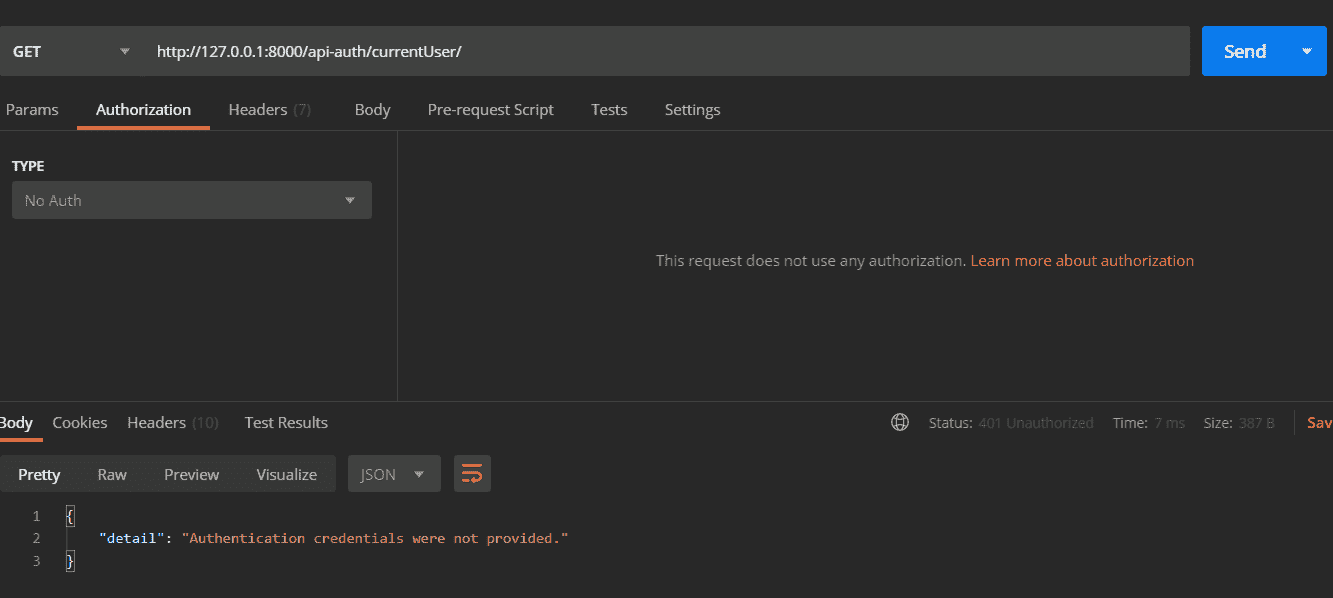 GET http://127.0.0.1:8000/api-auth/currentUser/ Send
Params Authorization Headers (7) Body Pre-request Script Tests Settings
TYPE
No Auth
This request does not use any authorization. Learn more about authorization
Body Cookies Headers (10) Test Results Status: 401 Unauthorized Time: 7 ms Size: 387 B Sav
Pretty Raw Preview Visualize JSON
1 {
2 "detail": "Authentication credentials were not provided."
3 }